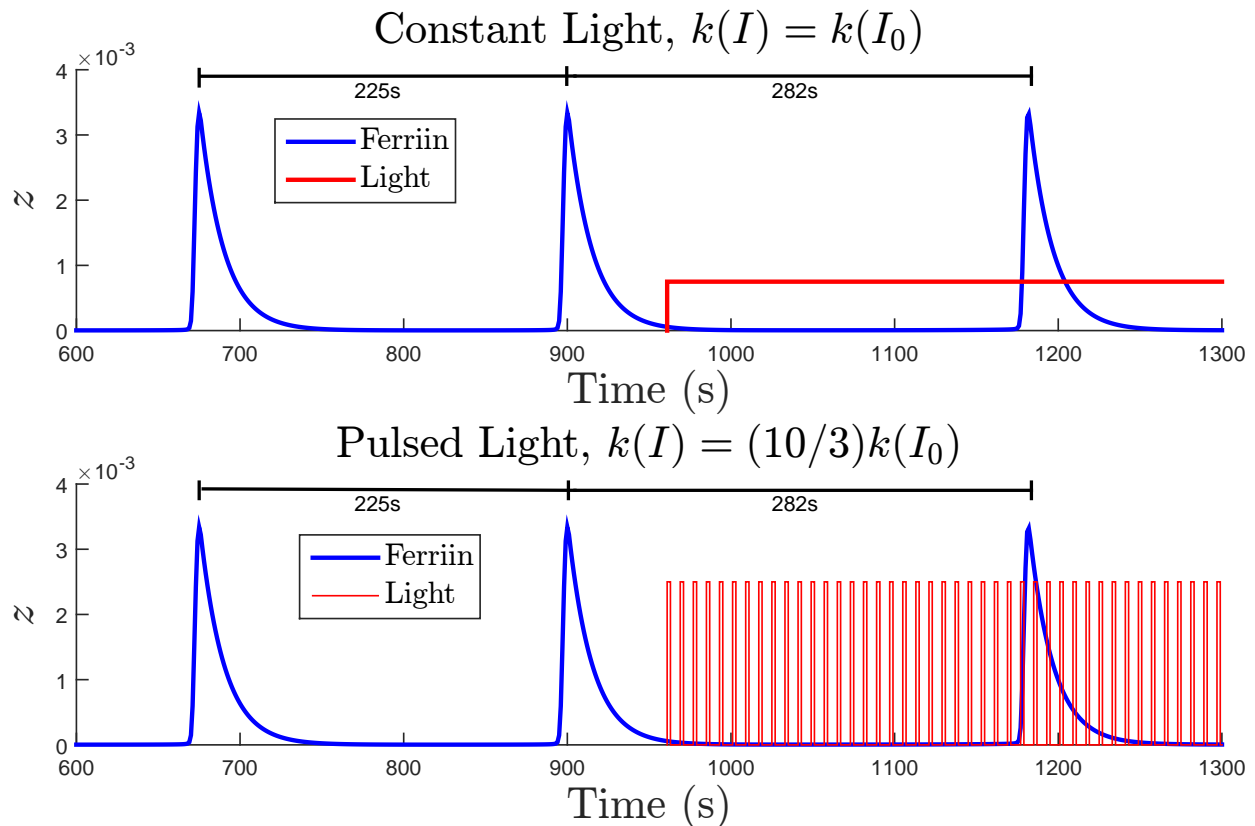 Constant Light, k(I) = k(I₀)
×10⁻³
4
225s
282s
3
Ferriin
Light
2
z
1
0
600 700 800 900 1000 1100 1200 1300
Time (s)
Pulsed Light, k(I) = (10/3)k(I₀)
×10⁻³
4
225s
282s
3
Ferriin
Light
2
z
1
0
600 700 800 900 1000 1100 1200 1300
Time (s)